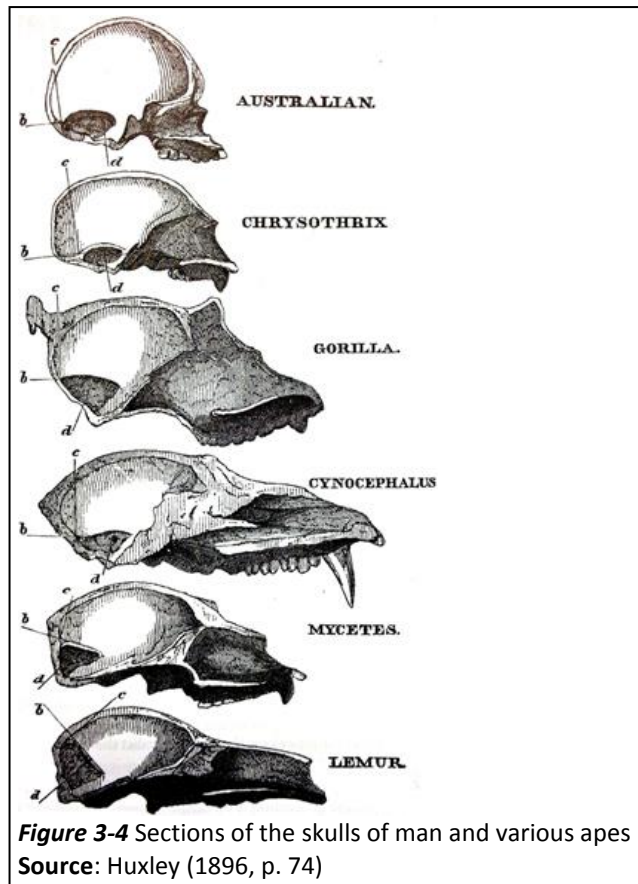 c
AUSTRALIAN.
b
d
c
CHRYSOTHRIX
b
d
c
GORILLA.
b
d
c
CYNOCEPHALUS
b
d
c
MYCETES.
b
d
c
b
LEMUR.
d
Figure 3-4 Sections of the skulls of man and various apes
Source: Huxley (1896, p. 74)